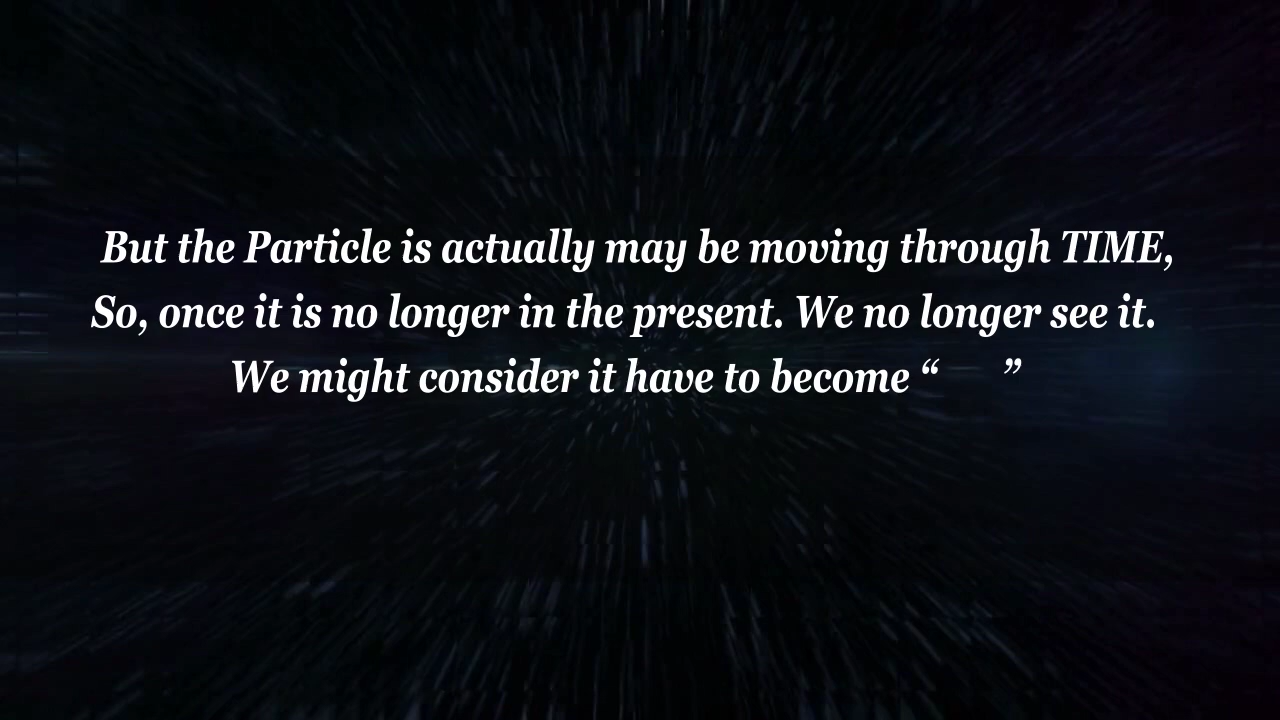 But the Particle is actually may be moving through TIME,
So, once it is no longer in the present. We no longer see it.
We might consider it have to become “ ”